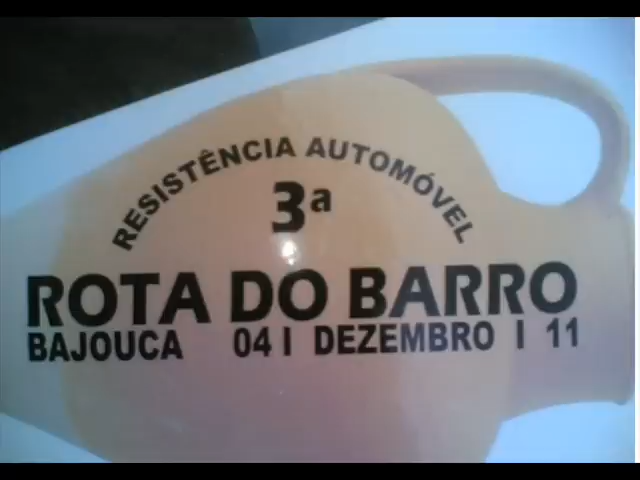 RESISTÊNCIA AUTOMÓVEL
3ª
ROTA DO BARRO
BAJOUCA 04 | DEZEMBRO | 11